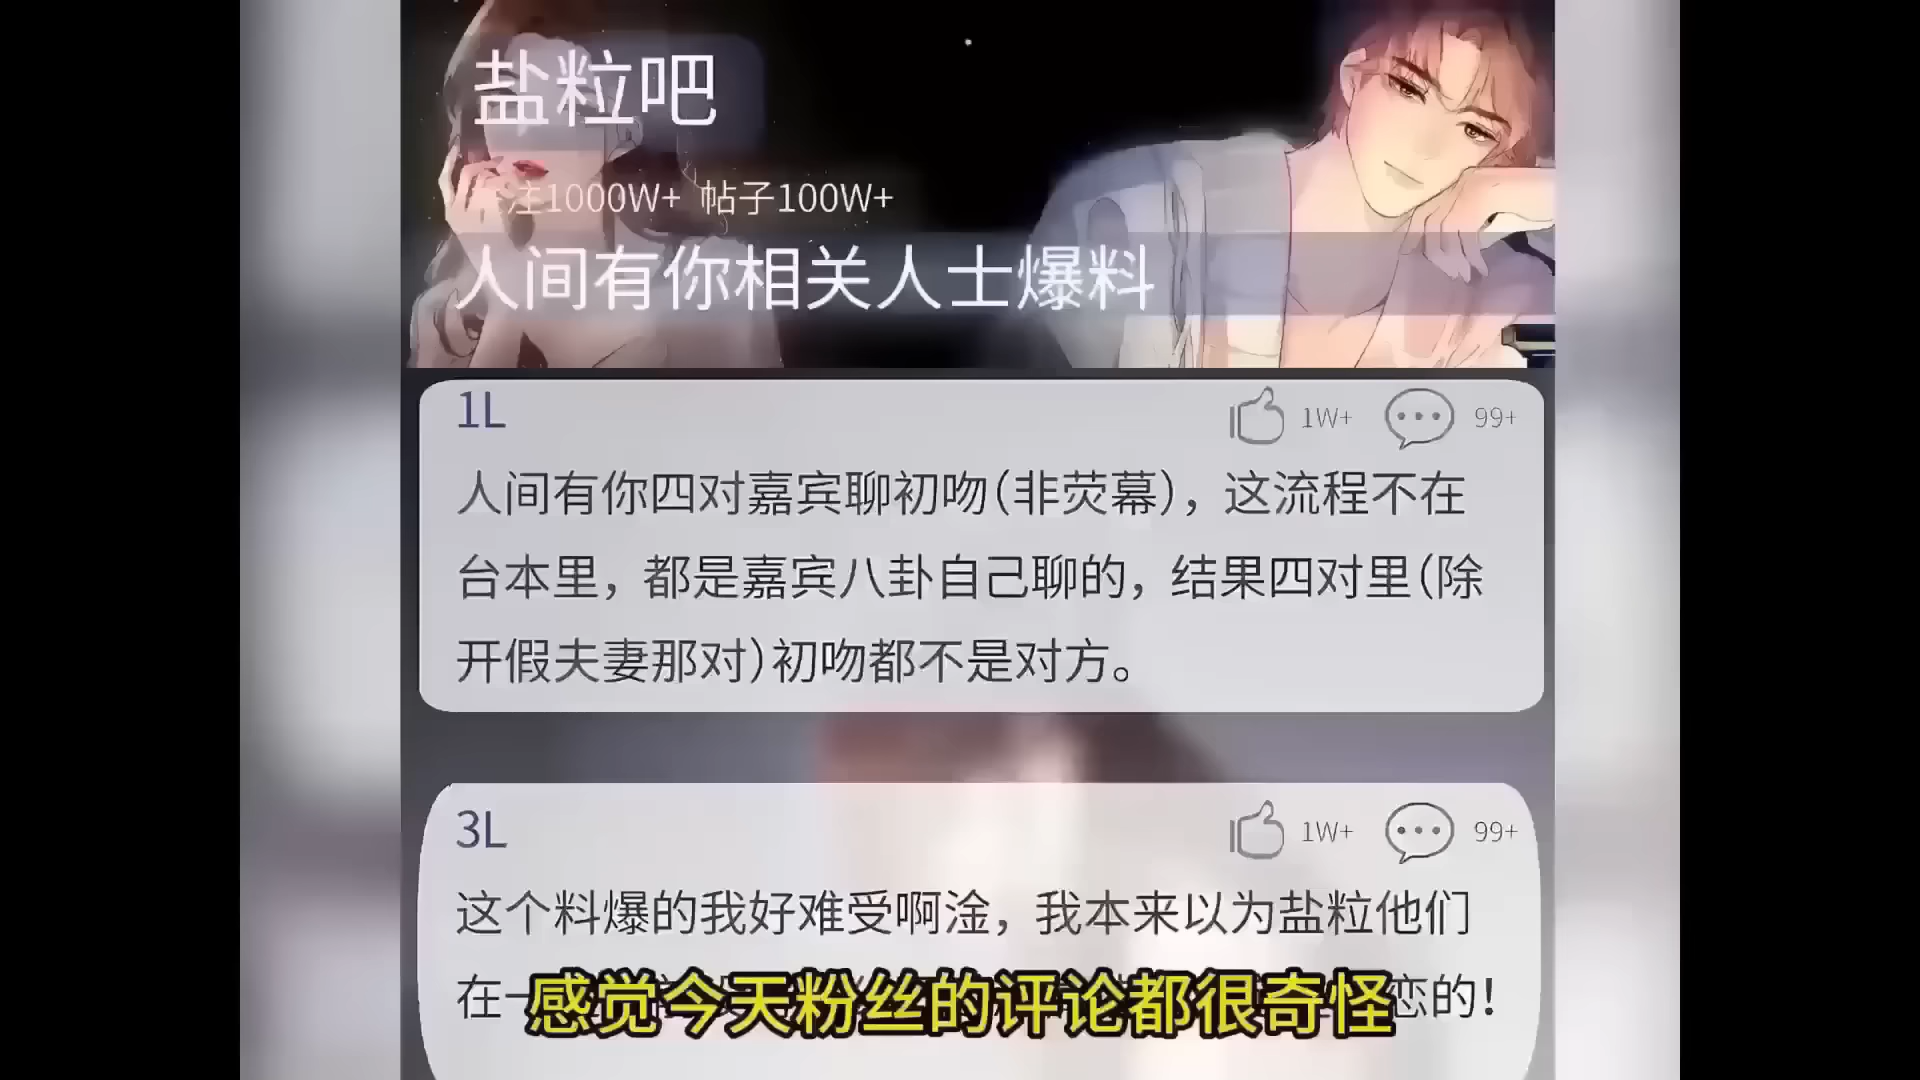 盐粒吧
关注1000W+ 帖子100W+
人间有你相关人士爆料
1L
1W+
99+
人间有你四对嘉宾聊初吻(非荧幕)，这流程不在
台本里，都是嘉宾八卦自己聊的，结果四对里(除
开假夫妻那对)初吻都不是对方。
3L
1W+
99+
这个料爆的我好难受啊淦，我本来以为盐粒他们
在一
恋的!
感觉今天粉丝的评论都很奇怪